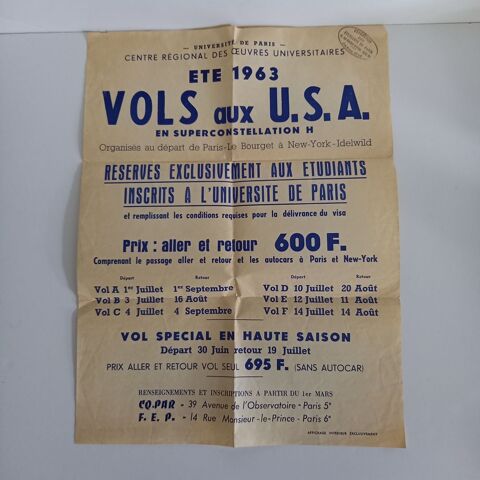 — UNIVERSITÉ DE PARIS —
CENTRE RÉGIONAL DES ŒUVRES UNIVERSITAIRES
ETE 1963
VOLS aux U.S.A.
EN SUPERCONSTELLATION H
Organisés au départ de Paris-Le Bourget à New-York-Idelwild
RESERVES EXCLUSIVEMENT AUX ETUDIANTS
INSCRITS A L'UNIVERSITE DE PARIS
et remplissant les conditions requises pour la délivrance du visa
Prix : aller et retour 600 F.
Comprenant le passage aller et retour et les autocars à Paris et New-York
Départ Retour Départ Retour
Vol A 1er Juillet 1er Septembre Vol D 10 Juillet 20 Août
Vol B 3 Juillet 16 Août Vol E 12 Juillet 11 Août
Vol C 4 Juillet 4 Septembre Vol F 14 Juillet 14 Août
VOL SPECIAL EN HAUTE SAISON
Départ 30 Juin retour 19 Juillet
PRIX ALLER ET RETOUR VOL SEUL 695 F. (SANS AUTOCAR)
RENSEIGNEMENTS ET INSCRIPTIONS A PARTIR DU 1er MARS
CO.PAR - 39 Avenue de l'Observatoire - Paris 5e
F. E. P. - 14 Rue Monsieur-le-Prince - Paris 6e
AFFICHAGE INTÉRIEUR EXCLUSIVEMENT